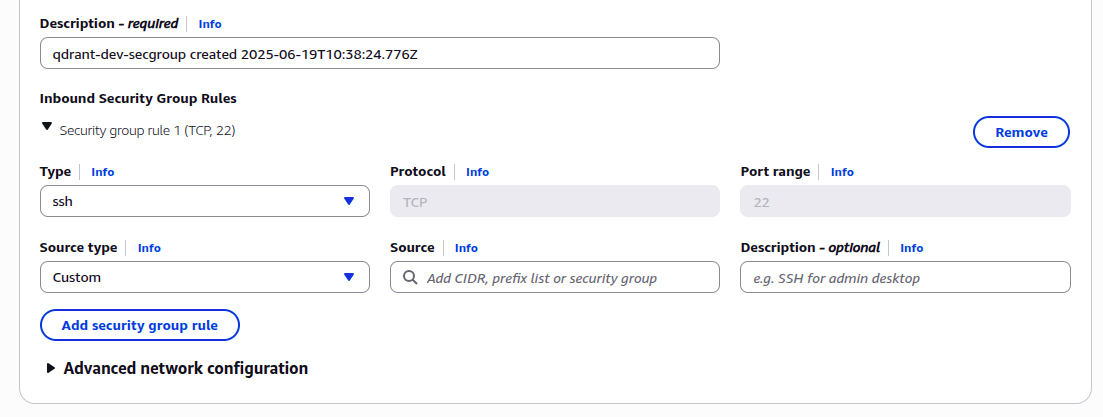 Description - required Info
qdrant-dev-secgroup created 2025-06-19T10:38:24.776Z
Inbound Security Group Rules
Security group rule 1 (TCP, 22)
Remove
Type Info Protocol Info Port range Info
ssh TCP 22
Source type Info Source Info Description - optional Info
Custom Add CIDR, prefix list or security group e.g. SSH for admin desktop
Add security group rule
Advanced network configuration